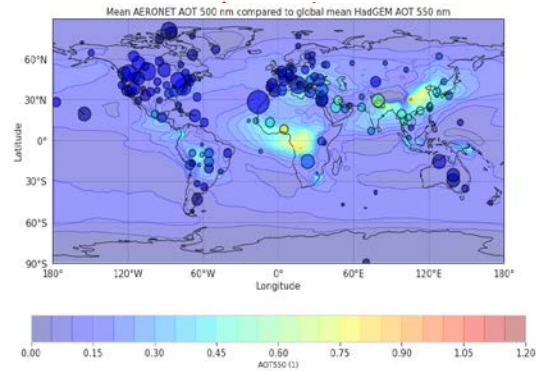 Mean AERONET AOT 500 nm compared to global mean HadGEM AOT 550 nm
60°N
30°N
0°
30°S
60°S
90°S
Latitude
180° 120°W 60°W 0° 60°E 120°E 180°
Longitude
0.00 0.15 0.30 0.45 0.60 0.75 0.90 1.05 1.20
AOT550 (1)